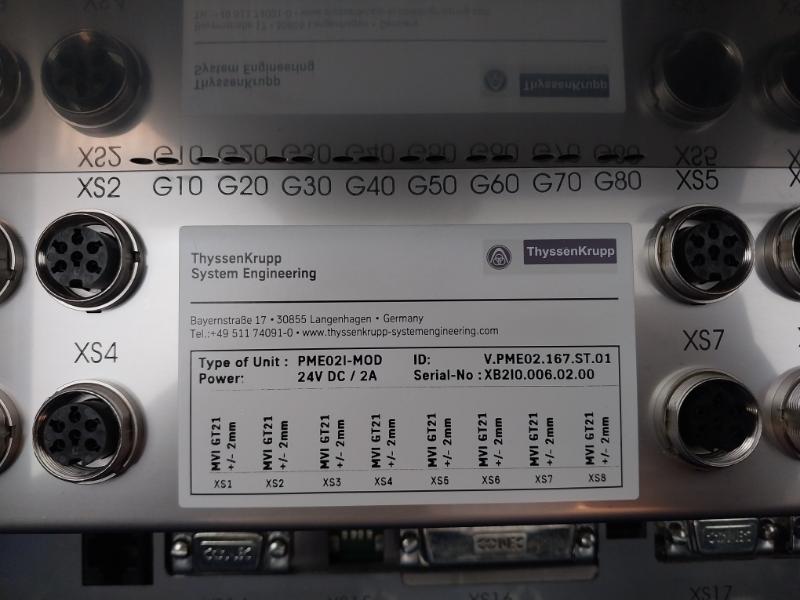 XS2 G10 G20 G30 G40 G50 G60 G70 G80 XS5
ThyssenKrupp
System Engineering
ThyssenKrupp
Bayernstraße 17 • 30855 Langenhagen • Germany
Tel.:+49 511 74091-0 • www.thyssenkrupp-systemengineering.com
XS4
XS7
Type of Unit : PME02I-MOD ID: V.PME02.167.ST.01
Power: 24V DC / 2A Serial-No : XB2I0.006.02.00
MVI GT21 MVI GT21 MVI GT21 MVI GT21 MVI GT21 MVI GT21 MVI GT21 MVI GT21
+/- 2mm +/- 2mm +/- 2mm +/- 2mm +/- 2mm +/- 2mm +/- 2mm +/- 2mm
XS1 XS2 XS3 XS4 XS5 XS6 XS7 XS8
CONEC CONEC CONEC
XS17